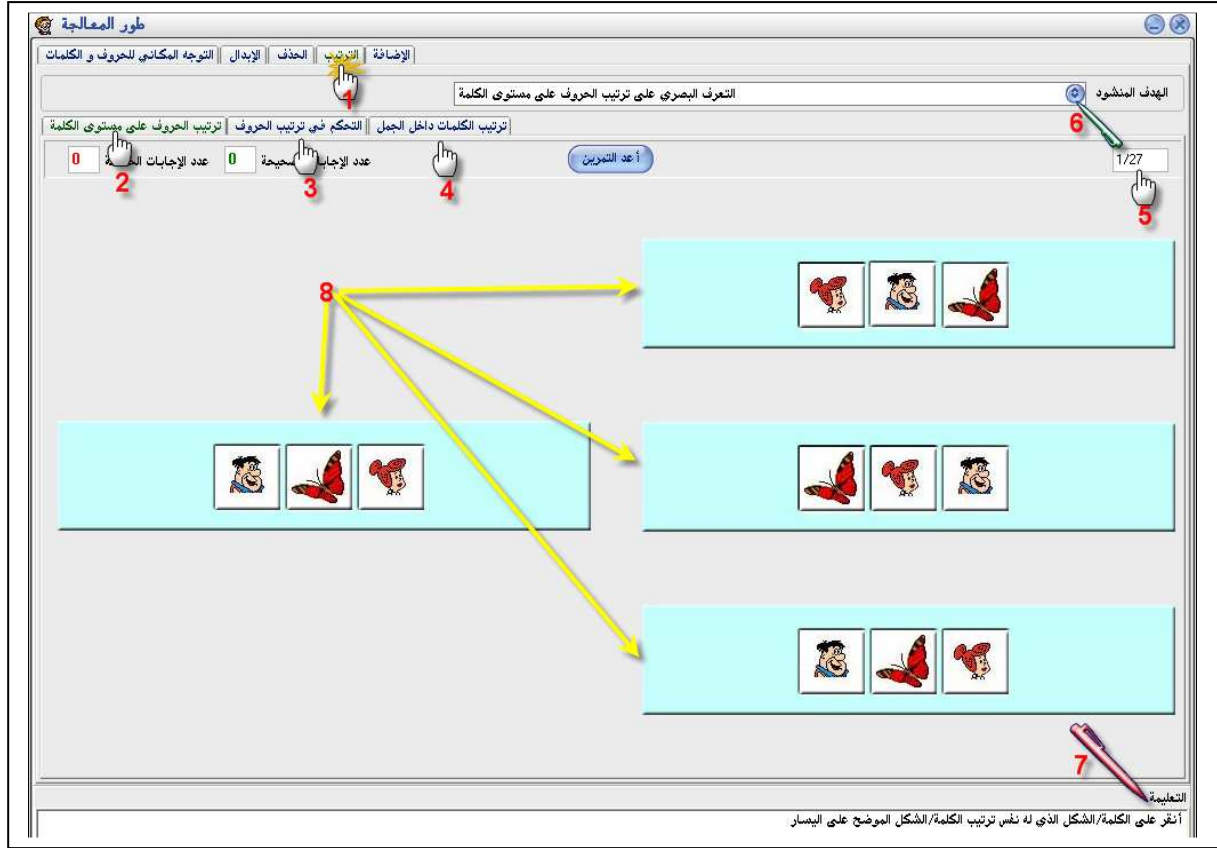 طور المعالجة
الإضافة الترتيب الحذف الإبدال التوجه المكاني للحروف و الكلمات
1
الهدف المنشود التعرف البصري على ترتيب الحروف على مستوى الكلمة
6
ترتيب الكلمات داخل الجمل التحكم في ترتيب الحروف ترتيب الحروف على مستوى الكلمة
1/27 أعد التمرين عدد الإجابات الصحيحة 0 عدد الإجابات 0
5 4 3 2
8
7
التعليمة
أنقر على الكلمة/الشكل الذي له نفس ترتيب الكلمة/الشكل الموضح على اليسار